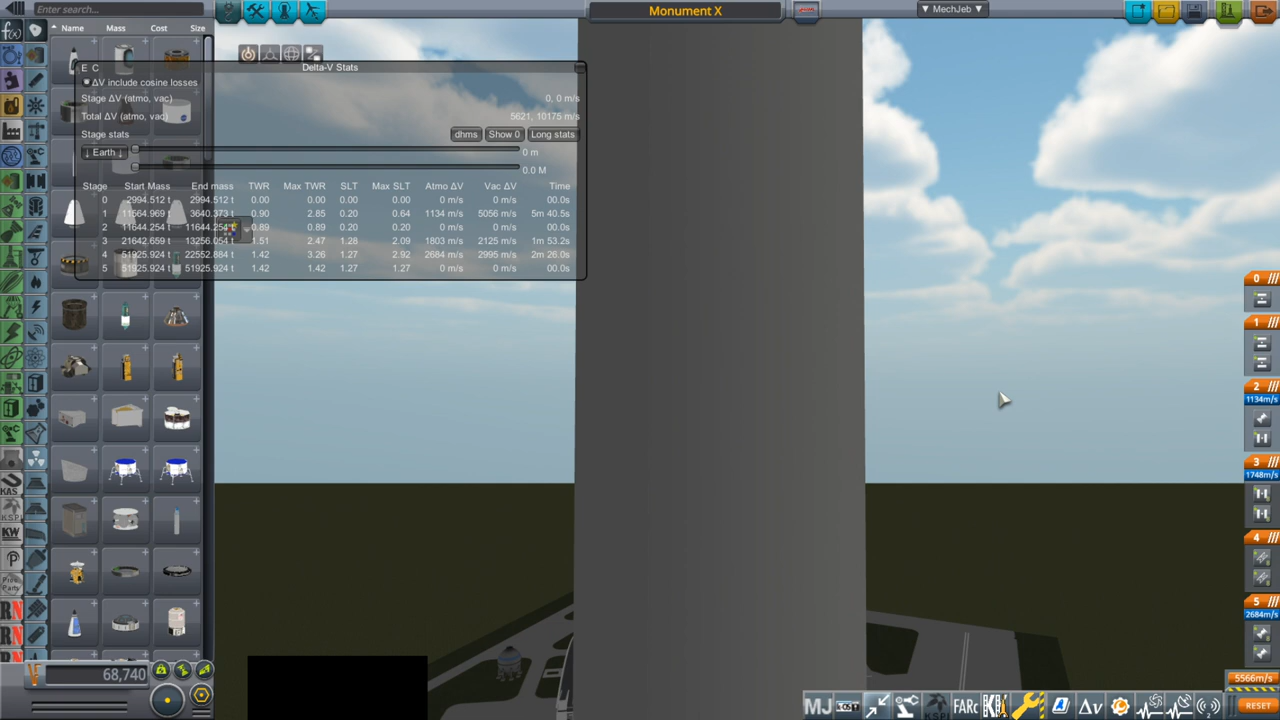 Enter search...
Monument X
▼ MechJeb ▼
Name Mass Cost Size
E C Delta-V Stats
ΔV include cosine losses
Stage ΔV (atmo, vac) 0, 0 m/s
Total ΔV (atmo, vac) 5621, 10175 m/s
Stage stats dhms Show 0 Long stats
↓ Earth ↓ 0 m
0.0 M
Stage Start Mass End mass TWR Max TWR SLT Max SLT Atmo ΔV Vac ΔV Time
0 2994.512 t 2994.512 t 0.00 0.00 0.00 0.00 0 m/s 0 m/s 00.0s
1 11564.969 t 3640.373 t 0.90 2.85 0.20 0.64 1134 m/s 5056 m/s 5m 40.5s
2 11644.254 t 11644.254 t 0.89 0.89 0.20 0.20 0 m/s 0 m/s 00.0s
3 21642.659 t 13256.054 t 1.51 2.47 1.28 2.09 1803 m/s 2125 m/s 1m 53.2s
4 51925.924 t 22552.884 t 1.42 3.26 1.27 2.92 2684 m/s 2995 m/s 2m 26.0s
5 51925.924 t 51925.924 t 1.42 1.42 1.27 1.27 0 m/s 0 m/s 00.0s
0
1
2
1134m/s
3
1748m/s
4
5
2684m/s
5566m/s
RESET
f(x)
KAS
KSPI
KW
P
RN
RN
RN
68,740
MJ
KSPI
FARc
Δv